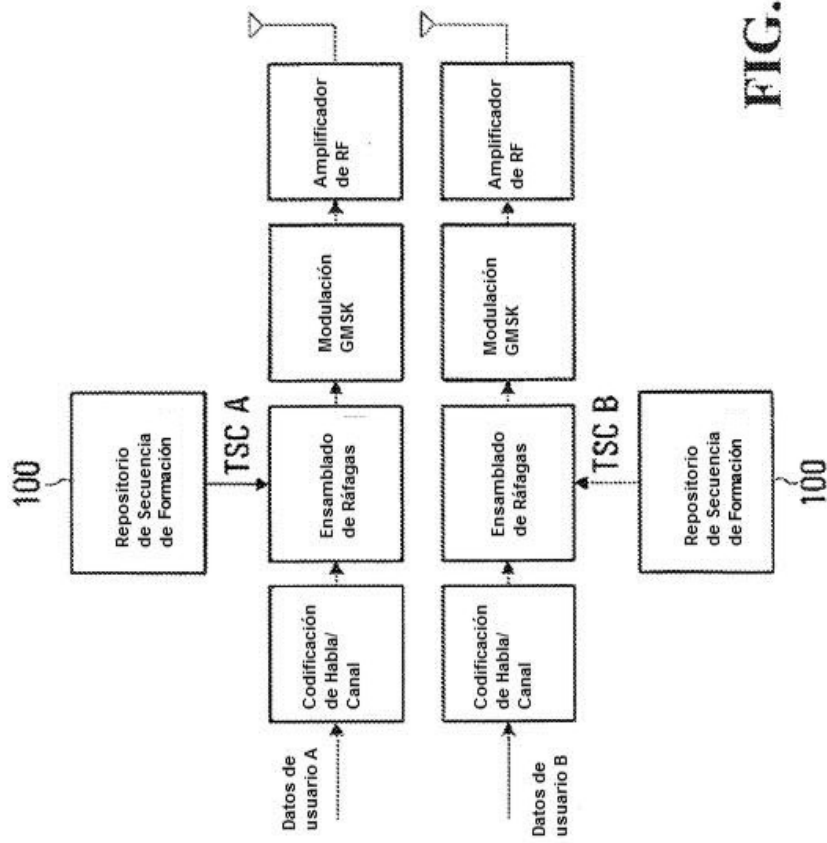 100
Repositorio
de Secuencia
de Formación
TSC A
Datos de
usuario A
Codificación
de Habla/
Canal
Ensamblado
de Ráfagas
Modulación
GMSK
Amplificador
de RF
Datos de
usuario B
Codificación
de Habla/
Canal
Ensamblado
de Ráfagas
Modulación
GMSK
Amplificador
de RF
TSC B
Repositorio
de Secuencia
de Formación
100
FIG.